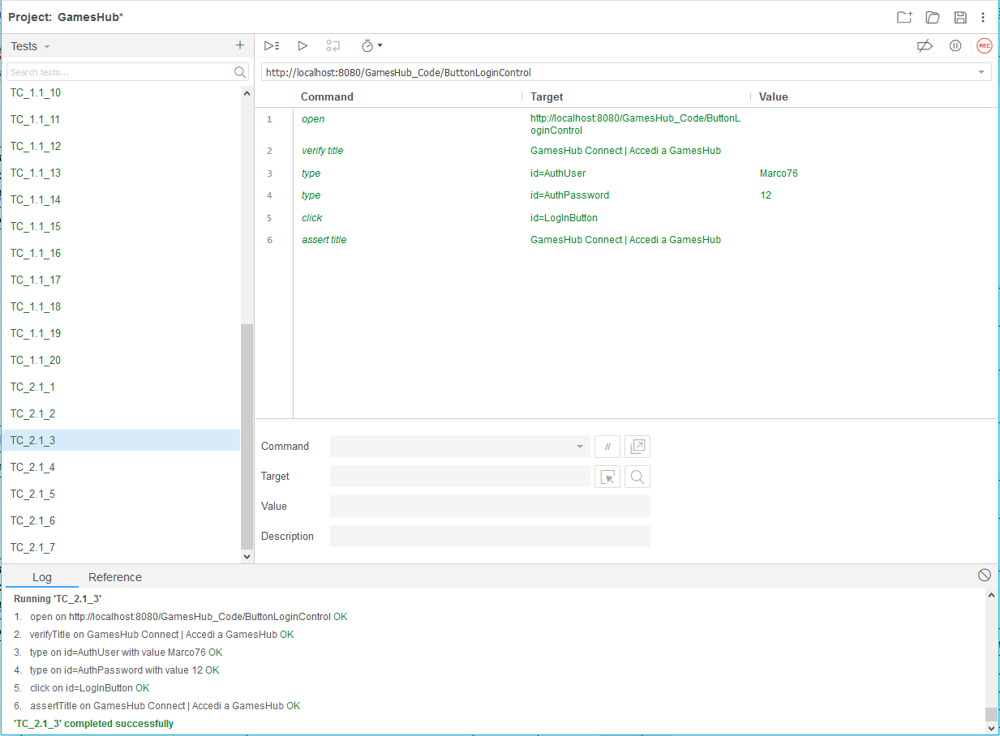 Project: GamesHub*
Tests
+
REC
Search tests...
http://localhost:8080/GamesHub_Code/ButtonLoginControl
Command Target Value
TC_1.1_10
TC_1.1_11
TC_1.1_12
TC_1.1_13
TC_1.1_14
TC_1.1_15
TC_1.1_16
TC_1.1_17
TC_1.1_18
TC_1.1_19
TC_1.1_20
TC_2.1_1
TC_2.1_2
TC_2.1_3
TC_2.1_4
TC_2.1_5
TC_2.1_6
TC_2.1_7
1 open http://localhost:8080/GamesHub_Code/ButtonL
oginControl
2 verify title GamesHub Connect | Accedi a GamesHub
3 type id=AuthUser Marco76
4 type id=AuthPassword 12
5 click id=LogInButton
6 assert title GamesHub Connect | Accedi a GamesHub
Command //
Target
Value
Description
Log Reference
Running 'TC_2.1_3'
1. open on http://localhost:8080/GamesHub_Code/ButtonLoginControl OK
2. verifyTitle on GamesHub Connect | Accedi a GamesHub OK
3. type on id=AuthUser with value Marco76 OK
4. type on id=AuthPassword with value 12 OK
5. click on id=LogInButton OK
6. assertTitle on GamesHub Connect | Accedi a GamesHub OK
'TC_2.1_3' completed successfully